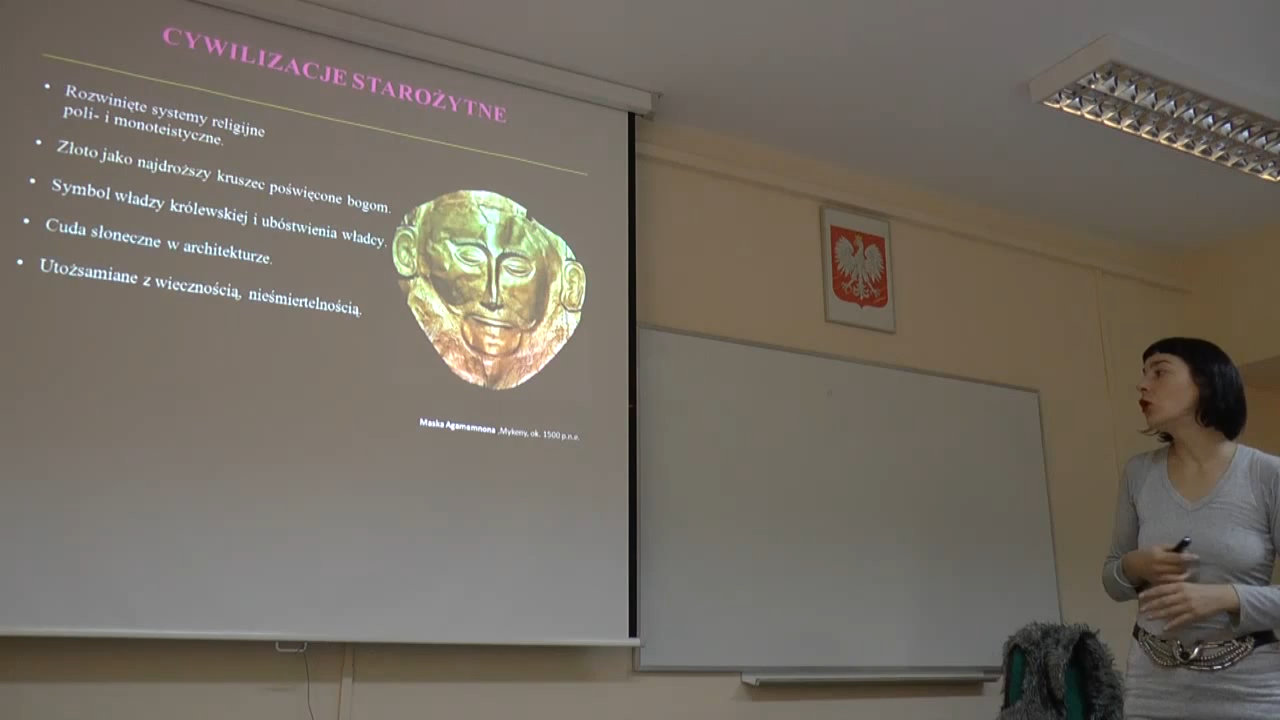 CYWILIZACJE STAROŻYTNE
• Rozwinięte systemy religijne
poli- i monoteistyczne.
• Złoto jako najdroższy kruszec poświęcone bogom.
• Symbol władzy królewskiej i ubóstwienia władcy.
• Cuda słoneczne w architekturze.
• Utożsamiane z wiecznością, nieśmiertelnością.
Maska Agamemnona ,Mykeny, ok. 1500 p.n.e.